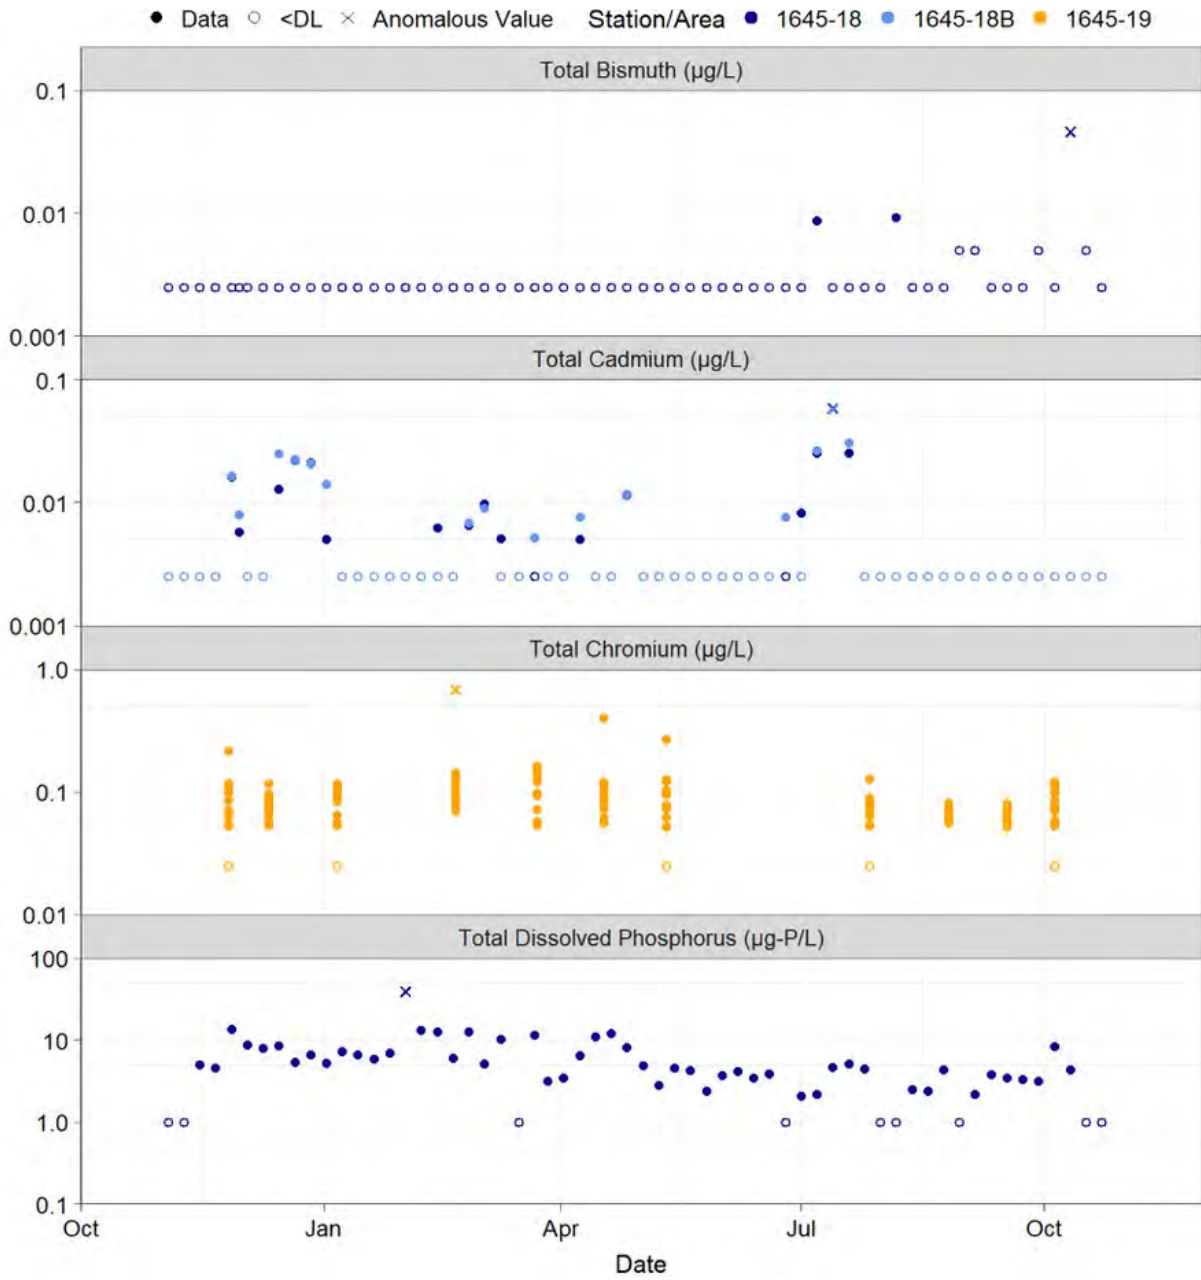 Data <DL Anomalous Value Station/Area 1645-18 1645-18B 1645-19
Total Bismuth (µg/L)
0.1
0.01
0.001
Total Cadmium (µg/L)
0.1
0.01
0.001
Total Chromium (µg/L)
1.0
0.1
0.01
Total Dissolved Phosphorus (µg-P/L)
100
10
1.0
0.1
Oct Jan Apr Jul Oct
Date